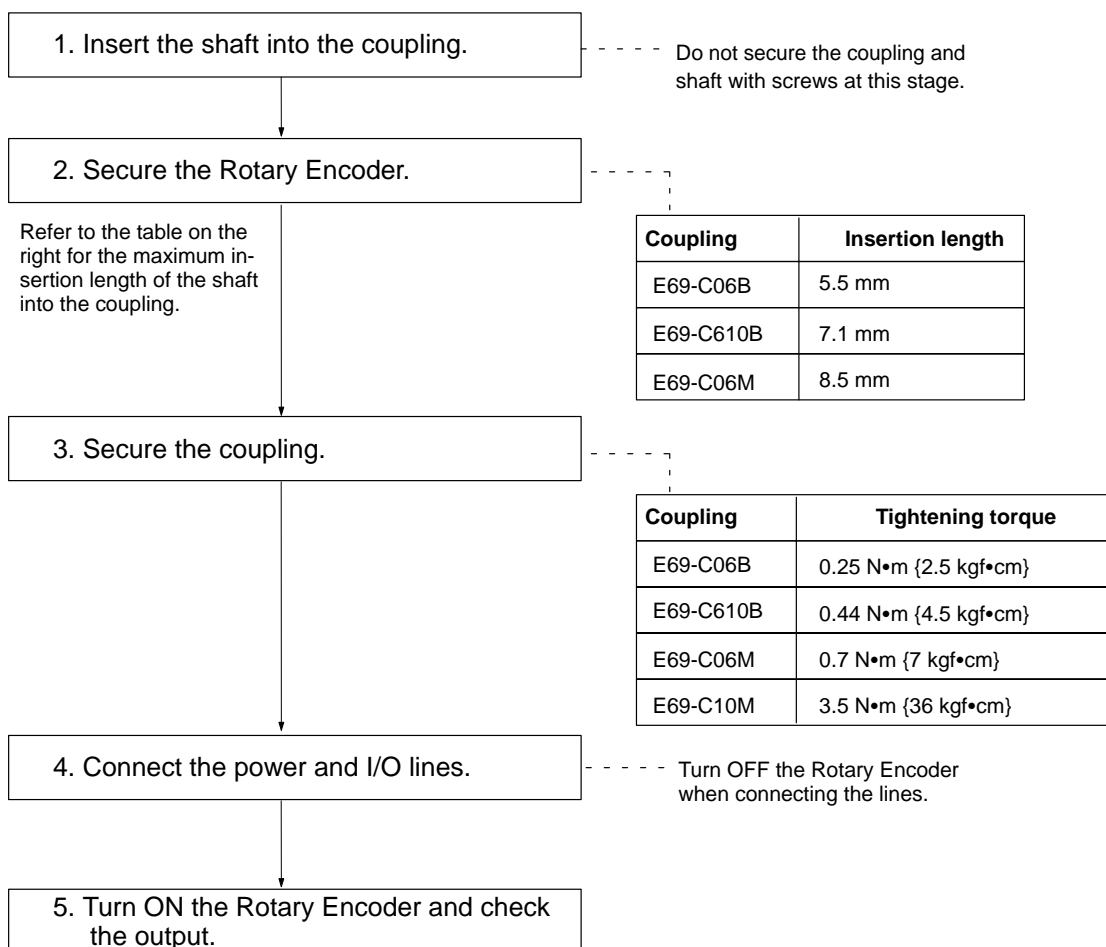 1. Insert the shaft into the coupling.
Do not secure the coupling and
shaft with screws at this stage.
2. Secure the Rotary Encoder.
Refer to the table on the
right for the maximum in-
sertion length of the shaft
into the coupling.
Coupling Insertion length
E69-C06B 5.5 mm
E69-C610B 7.1 mm
E69-C06M 8.5 mm
3. Secure the coupling.
Coupling Tightening torque
E69-C06B 0.25 N•m {2.5 kgf•cm}
E69-C610B 0.44 N•m {4.5 kgf•cm}
E69-C06M 0.7 N•m {7 kgf•cm}
E69-C10M 3.5 N•m {36 kgf•cm}
4. Connect the power and I/O lines.
Turn OFF the Rotary Encoder
when connecting the lines.
5. Turn ON the Rotary Encoder and check
the output.